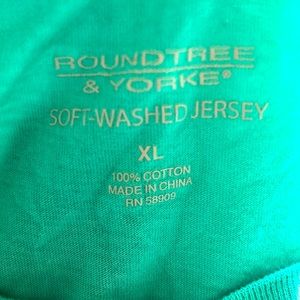 ROUNDTREE
& YORKE®
SOFT-WASHED JERSEY
XL
100% COTTON
MADE IN CHINA
RN 58909